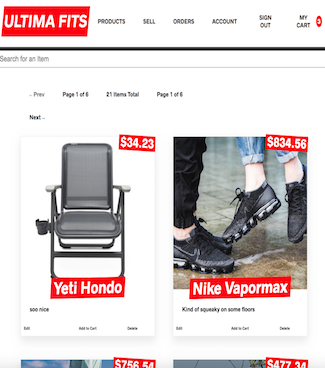 ULTIMA FITS
PRODUCTS SELL ORDERS ACCOUNT SIGN OUT MY CART 3
Search for an Item
← Prev Page 1 of 6 21 Items Total Page 1 of 6
Next →
$34.23
$834.56
Yeti Hondo
Nike Vapormax
soo nice
Kind of squeaky on some floors
Edit Add to Cart Delete
Edit Add to Cart Delete
$756.54
$477.34